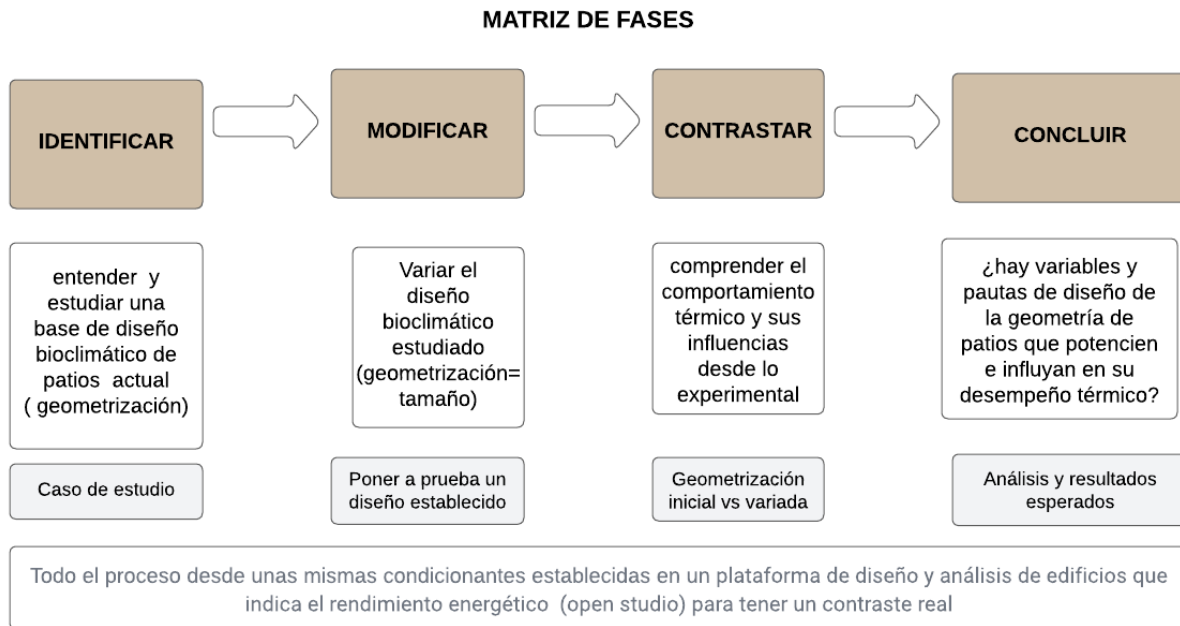 MATRIZ DE FASES
IDENTIFICAR
MODIFICAR
CONTRASTAR
CONCLUIR
entender y
estudiar una
base de diseño
bioclimático de
patios actual
( geometrización)
Variar el
diseño
bioclimático
estudiado
(geometrización=
tamaño)
comprender el
comportamiento
térmico y sus
influencias
desde lo
experimental
¿hay variables y
pautas de diseño de
la geometría de
patios que potencien
e influyan en su
desempeño térmico?
Caso de estudio
Poner a prueba un
diseño establecido
Geometrización
inicial vs variada
Análisis y resultados
esperados
Todo el proceso desde unas mismas condicionantes establecidas en un plataforma de diseño y análisis de edificios que
indica el rendimiento energético (open studio) para tener un contraste real